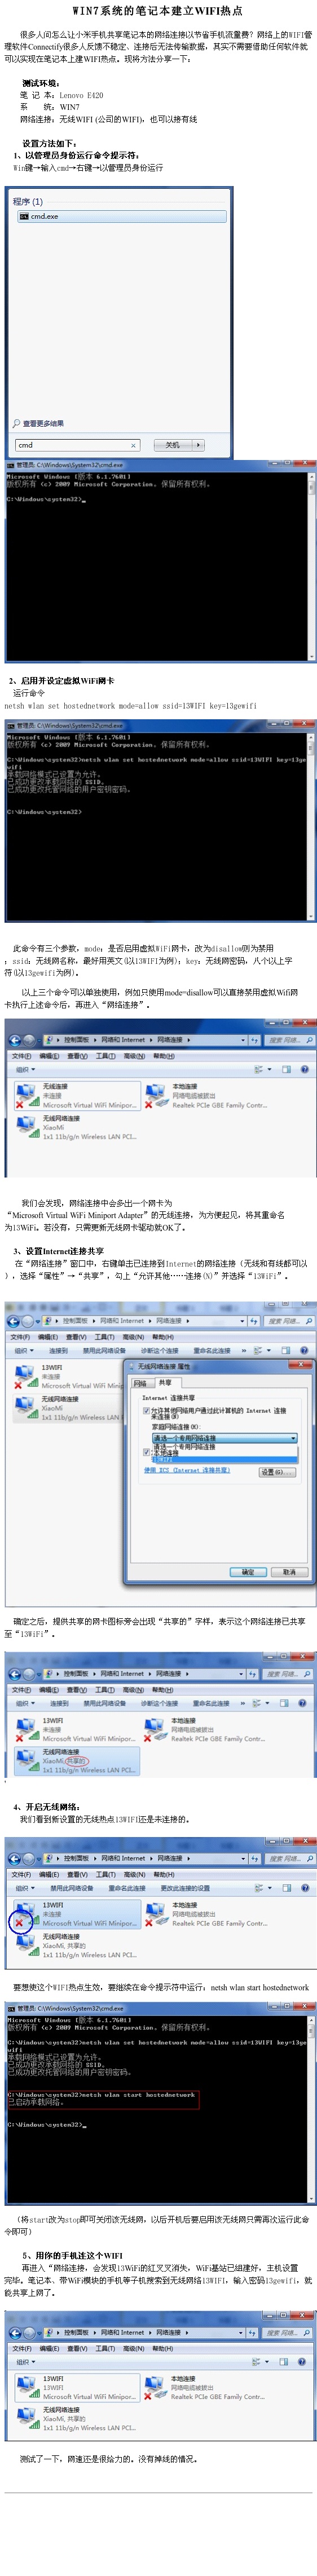 WIN7系统的笔记本建立WIFI热点
很多人问怎么让小米手机共享笔记本的网络连接以节省手机流量费？网络上的WIFI管
理软件Connectify很多人反馈不稳定、连接后无法传输数据，其实不需要借助任何软件就
可以实现在笔记本上建WIFI热点。现将方法分享一下：
测试环境：
笔 记 本：Lenovo E420
系　　统：WIN7
网络连接：无线WIFI (公司的WIFI)，也可以接有线
设置方法如下：
1、以管理员身份运行命令提示符：
Win键→输入cmd→右键→以管理员身份运行
程序 (1)
cmd.exe
查看更多结果
cmd
关机
管理员: C:\Windows\System32\cmd.exe
Microsoft Windows [版本 6.1.7601]
版权所有 (c) 2009 Microsoft Corporation。保留所有权利。
C:\Windows\system32>
2、启用并设定虚拟WiFi网卡
运行命令
netsh wlan set hostednetwork mode=allow ssid=13WIFI key=13gewifi
管理员: C:\Windows\System32\cmd.exe
Microsoft Windows [版本 6.1.7601]
版权所有 (c) 2009 Microsoft Corporation。保留所有权利。
C:\Windows\system32>netsh wlan set hostednetwork mode=allow ssid=13WIFI key=13ge
wifi
承载网络模式已设置为允许。
已成功更改承载网络的 SSID。
已成功更改托管网络的用户密钥密码。
C:\Windows\system32>
此命令有三个参数，mode：是否启用虚拟WiFi网卡，改为disallow则为禁用
；ssid：无线网名称，最好用英文(以13WIFI为例)；key：无线网密码，八个以上字
符(以13gewifi为例)。
以上三个命令可以单独使用，例如只使用mode=disallow可以直接禁用虚拟Wifi网
卡执行上述命令后，再进入“网络连接”。
控制面板 网络和 Internet 网络连接 搜索 网络...
文件(F) 编辑(E) 查看(V) 工具(T) 高级(N) 帮助(H)
组织
无线连接
未连接
Microsoft Virtual WiFi Minipor...
本地连接
网络电缆被拔出
Realtek PCIe GBE Family Contr...
无线网络连接
XiaoMi
1x1 11b/g/n Wireless LAN PCI...
我们会发现，网络连接中会多出一个网卡为
“Microsoft Virtual WiFi Miniport Adapter”的无线连接，为方便起见，将其重命名
为13WiFi。若没有，只需更新无线网卡驱动就OK了。
3、设置Internet连接共享
在“网络连接”窗口中，右键单击已连接到Internet的网络连接（无线和有线都可以
），选择“属性”→“共享”，勾上“允许其他······连接(N)”并选择“13WiFi”。
控制面板 网络和 Internet 网络连接
文件(F) 编辑(E) 查看(V) 工具(T) 高级(N) 帮助(H)
组织 连接到 禁用此网络设备 诊断这个连接 重命名此连接 »
13WIFI
未连接
Microsoft Virtual WiFi Minip
无线网络连接
XiaoMi
1x1 11b/g/n Wireless LAN P
无线网络连接 属性
网络 共享
Internet 连接共享
允许其他网络用户通过此计算机的 Internet 连接
来连接(N)
家庭网络连接(H):
请选一个专用网络连接
请选择一个专用网络连接
本地连接
使用 ICS (Internet 连接共享) 设置(G)...
确定 取消
确定之后，提供共享的网卡图标旁会出现“共享的”字样，表示这个网络连接已共享
至“13WiFi”。
控制面板 网络和 Internet 网络连接 搜索 网络...
文件(F) 编辑(E) 查看(V) 工具(T) 高级(N) 帮助(H)
组织 连接到 禁用此网络设备 诊断这个连接 重命名此连接 »
13WIFI
未连接
Microsoft Virtual WiFi Minipor...
本地连接
网络电缆被拔出
Realtek PCIe GBE Family Contr...
无线网络连接
XiaoMi, 共享的
1x1 11b/g/n Wireless LAN PCI...
4、开启无线网络：
我们看到新设置的无线热点13WIFI还是未连接的。
控制面板 网络和 Internet 网络连接 搜索 网络...
文件(F) 编辑(E) 查看(V) 工具(T) 高级(N) 帮助(H)
组织 禁用此网络设备 重命名此连接 更改此连接的设置
13WIFI
未连接
Microsoft Virtual WiFi Minipor...
本地连接
网络电缆被拔出
Realtek PCIe GBE Family Contr...
无线网络连接
XiaoMi, 共享的
1x1 11b/g/n Wireless LAN PCI...
要想使这个WIFI热点生效，要继续在命令提示符中运行：netsh wlan start hostednetwork
管理员: C:\Windows\System32\cmd.exe
Microsoft Windows [版本 6.1.7601]
版权所有 (c) 2009 Microsoft Corporation。保留所有权利。
C:\Windows\system32>netsh wlan set hostednetwork mode=allow ssid=13WIFI key=13ge
wifi
承载网络模式已设置为允许。
已成功更改承载网络的 SSID。
已成功更改托管网络的用户密钥密码。
C:\Windows\system32>netsh wlan start hostednetwork
已启动承载网络。
C:\Windows\system32>
（将start改为stop即可关闭该无线网，以后开机后要启用该无线网只需再次运行此命
令即可）
5、用你的手机连这个WIFI
再进入“网络连接，会发现13WiFi的红叉叉消失，WiFi基站已组建好，主机设置
完毕。笔记本、带WiFi模块的手机等子机搜索到无线网络13WIFI，输入密码13gewifi，就
能共享上网了。
控制面板 网络和 Internet 网络连接 搜索 网络...
文件(F) 编辑(E) 查看(V) 工具(T) 高级(N) 帮助(H)
组织
13WIFI
13WIFI
Microsoft Virtual WiFi Minipor...
本地连接
网络电缆被拔出
Realtek PCIe GBE Family Contr...
无线网络连接
XiaoMi, 共享的
1x1 11b/g/n Wireless LAN PCI...
测试了一下，网速还是很给力的。没有掉线的情况。